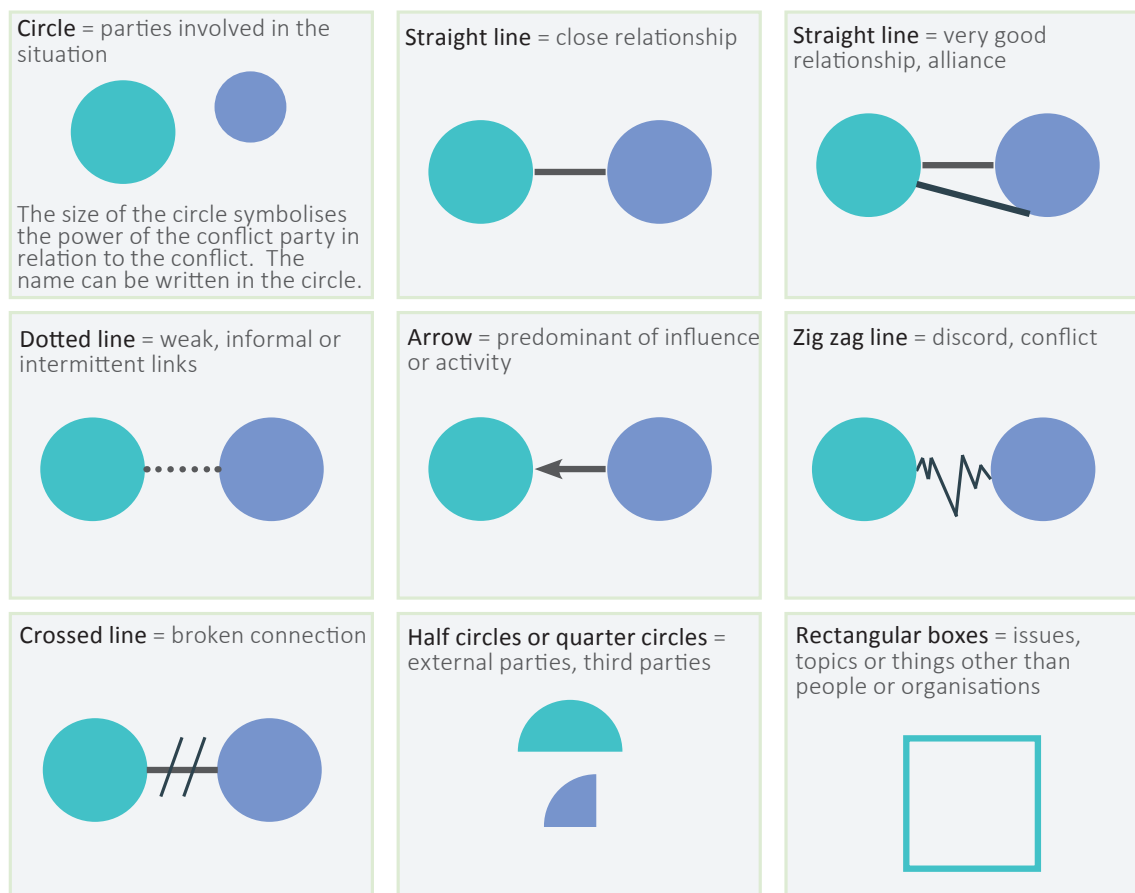 Circle = parties involved in the
situation
The size of the circle symbolises
the power of the conflict party in
relation to the conflict.  The
name can be written in the circle.
Straight line = close relationship
Straight line = very good
relationship, alliance
Dotted line = weak, informal or
intermittent links
Arrow = predominant of influence
or activity
Zig zag line = discord, conflict
Crossed line = broken connection
Half circles or quarter circles =
external parties, third parties
Rectangular boxes = issues,
topics or things other than
people or organisations